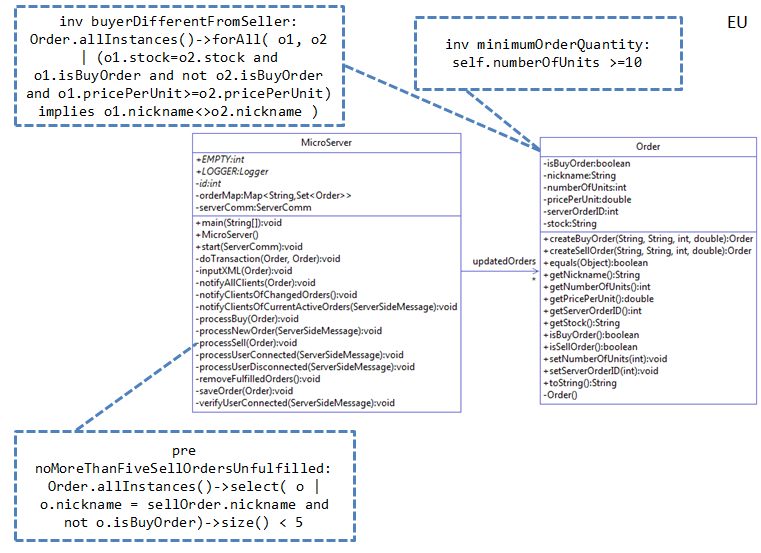 inv buyerDifferentFromSeller:
Order.allInstances()->forAll( o1, o2
| (o1.stock=o2.stock and
o1.isBuyOrder and not o2.isBuyOrder
and o1.pricePerUnit>=o2.pricePerUnit)
implies o1.nickname<>o2.nickname )
inv minimumOrderQuantity:
self.numberOfUnits >=10
EU
MicroServer
+EMPTY:int
+LOGGER:Logger
-id:int
-orderMap:Map<String,Set<Order>>
-serverComm:ServerComm
+main(String[]):void
+MicroServer()
+start(ServerComm):void
-doTransaction(Order, Order):void
-inputXML(Order):void
-notifyAllClients(Order):void
-notifyClientsOfChangedOrders():void
-notifyClientsOfCurrentActiveOrders(ServerSideMessage):void
-processBuy(Order):void
-processNewOrder(ServerSideMessage):void
-processSell(Order):void
-processUserConnected(ServerSideMessage):void
-processUserDisconnected(ServerSideMessage):void
-removeFulfilledOrders():void
-saveOrder(Order):void
-verifyUserConnected(ServerSideMessage):void
updatedOrders
*
Order
-isBuyOrder:boolean
-nickname:String
-numberOfUnits:int
-pricePerUnit:double
-serverOrderID:int
-stock:String
+createBuyOrder(String, String, int, double):Order
+createSellOrder(String, String, int, double):Order
+equals(Object):boolean
+getNickname():String
+getNumberOfUnits():int
+getPricePerUnit():double
+getServerOrderID():int
+getStock():String
+isBuyOrder():boolean
+isSellOrder():boolean
+setNumberOfUnits(int):void
+setServerOrderID(int):void
+toString():String
-Order()
pre
noMoreThanFiveSellOrdersUnfulfilled:
Order.allInstances()->select( o |
o.nickname = sellOrder.nickname and
not o.isBuyOrder)->size() < 5